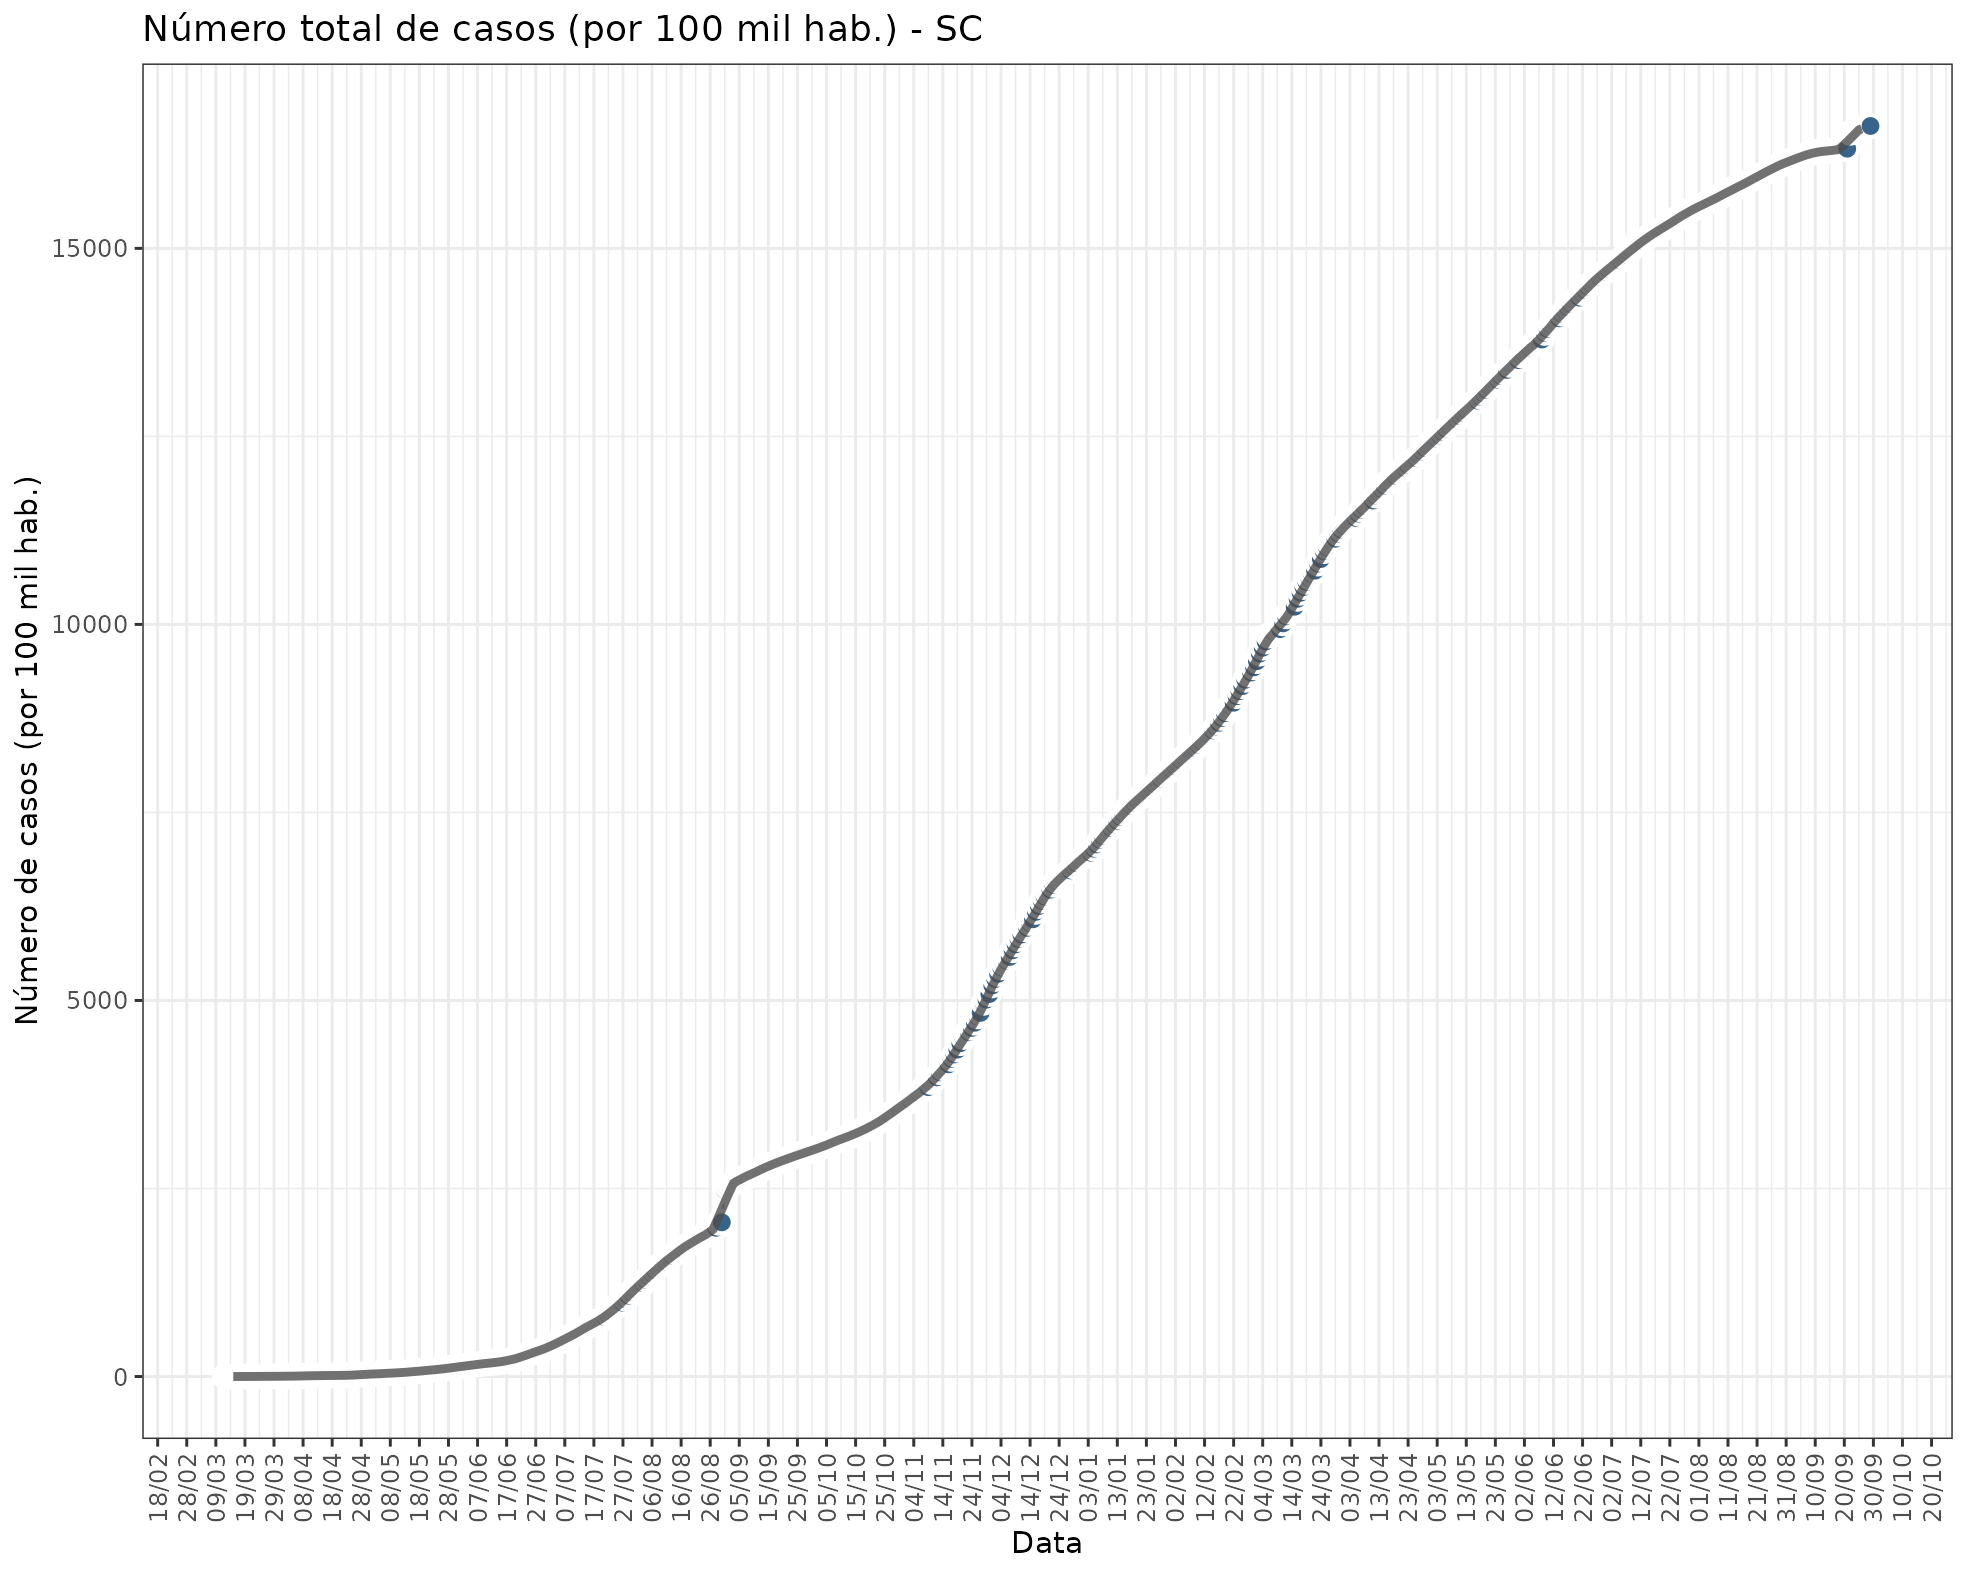 Número total de casos (por 100 mil hab.) - SC
Número de casos (por 100 mil hab.)
15000
10000
5000
0
18/02 28/02 09/03 19/03 29/03 08/04 18/04 28/04 08/05 18/05 28/05 07/06 17/06 27/06 07/07 17/07 27/07 06/08 16/08 26/08 05/09 15/09 25/09 05/10 15/10 25/10 04/11 14/11 24/11 04/12 14/12 24/12 03/01 13/01 23/01 02/02 12/02 22/02 04/03 14/03 24/03 03/04 13/04 23/04 03/05 13/05 23/05 02/06 12/06 22/06 02/07 12/07 22/07 01/08 11/08 21/08 31/08 10/09 20/09 30/09 10/10 20/10
Data